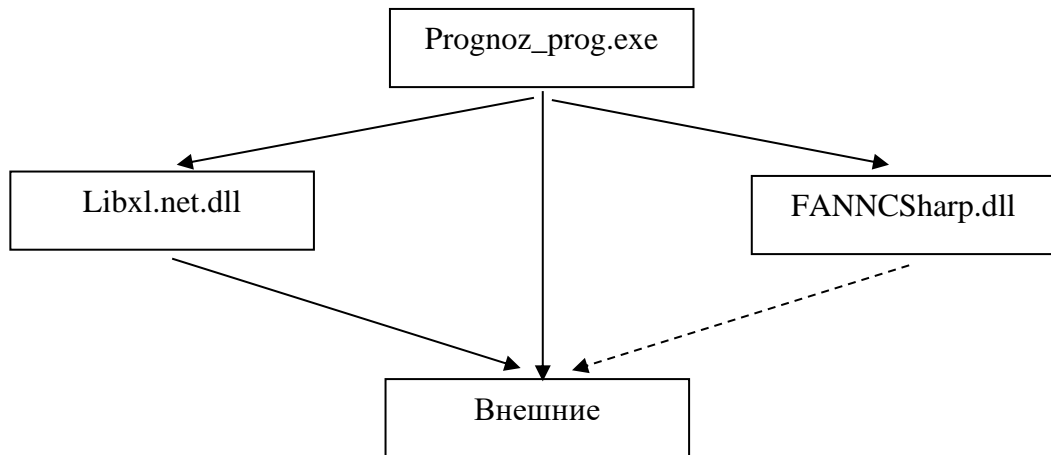 Prognoz_prog.exe
Libxl.net.dll
FANNCSharp.dll
Внешние